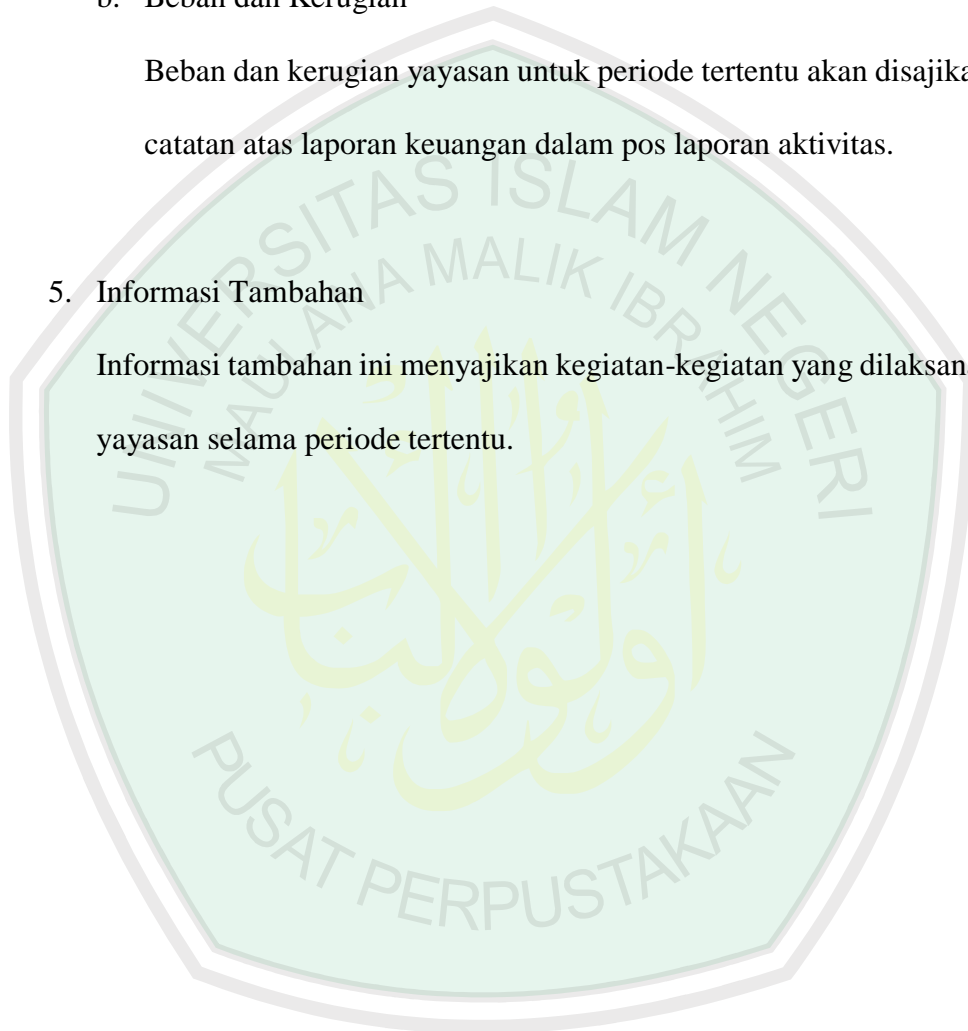 b. Beban dan Kerugian
Beban dan kerugian yayasan untuk periode tertentu akan
catatan atas laporan keuangan dalam pos laporan aktivitas.
5. Informasi Tambahan
Informasi tambahan ini menyajikan kegiatan-kegiatan yang
yayasan selama periode tertentu.
UNIVERSITAS ISLAM NEGERI
MAULANA MALIK IBRAHIM
PUSAT PERPUSTAKAAN